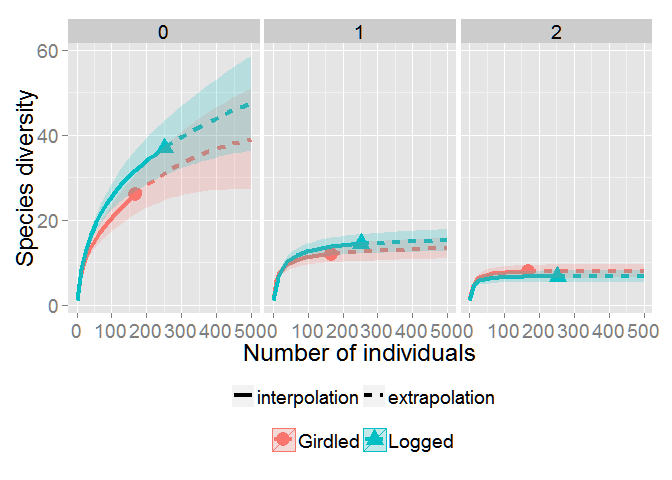 0 1 2
60
40
20
0
Species diversity
0 100 200 300 400 500 0 100 200 300 400 500 0 100 200 300 400 500
Number of individuals
interpolation extrapolation
Girdled Logged